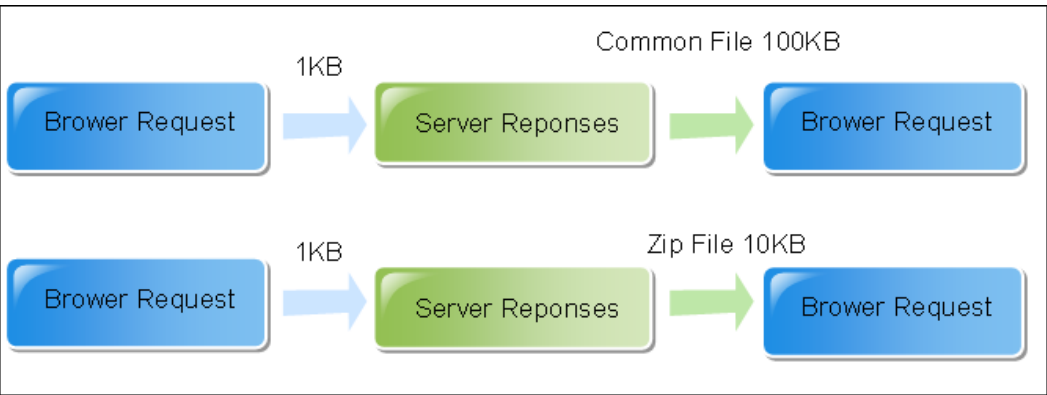 Common File 100KB
1KB
Brower Request
Server Reponses
Brower Request
Zip File 10KB
1KB
Brower Request
Server Reponses
Brower Request